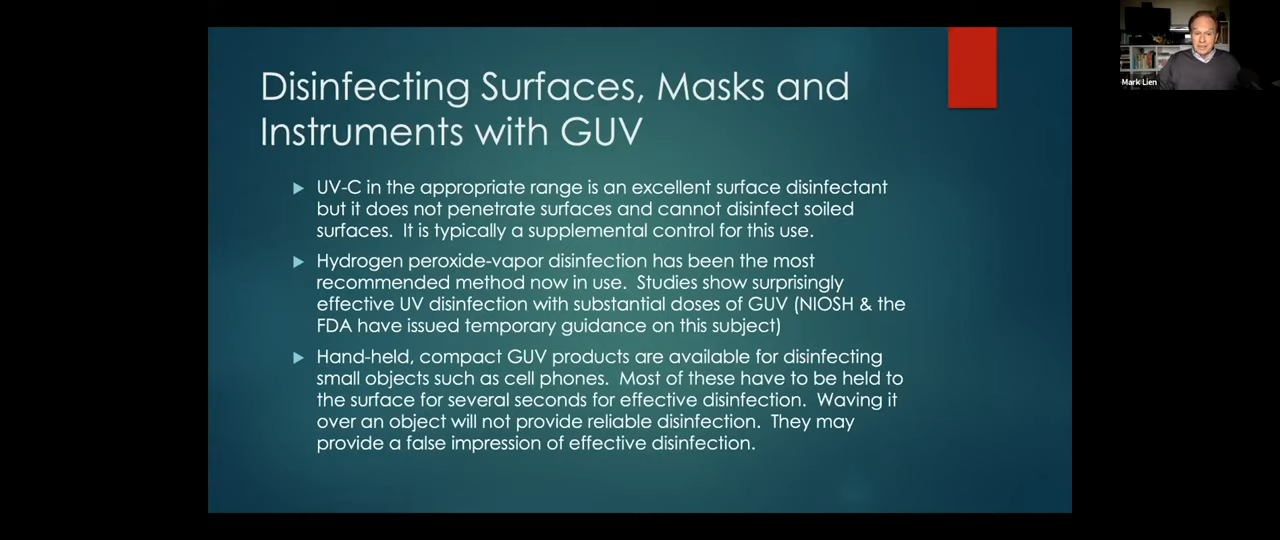 Disinfecting Surfaces, Masks and
Instruments with GUV
UV-C in the appropriate range is an excellent surface disinfectant
but it does not penetrate surfaces and cannot disinfect soiled
surfaces. It is typically a supplemental control for this use.
Hydrogen peroxide-vapor disinfection has been the most
recommended method now in use. Studies show surprisingly
effective UV disinfection with substantial doses of GUV (NIOSH & the
FDA have issued temporary guidance on this subject)
Hand-held, compact GUV products are available for disinfecting
small objects such as cell phones. Most of these have to be held to
the surface for several seconds for effective disinfection. Waving it
over an object will not provide reliable disinfection. They may
provide a false impression of effective disinfection.
Mark Lien